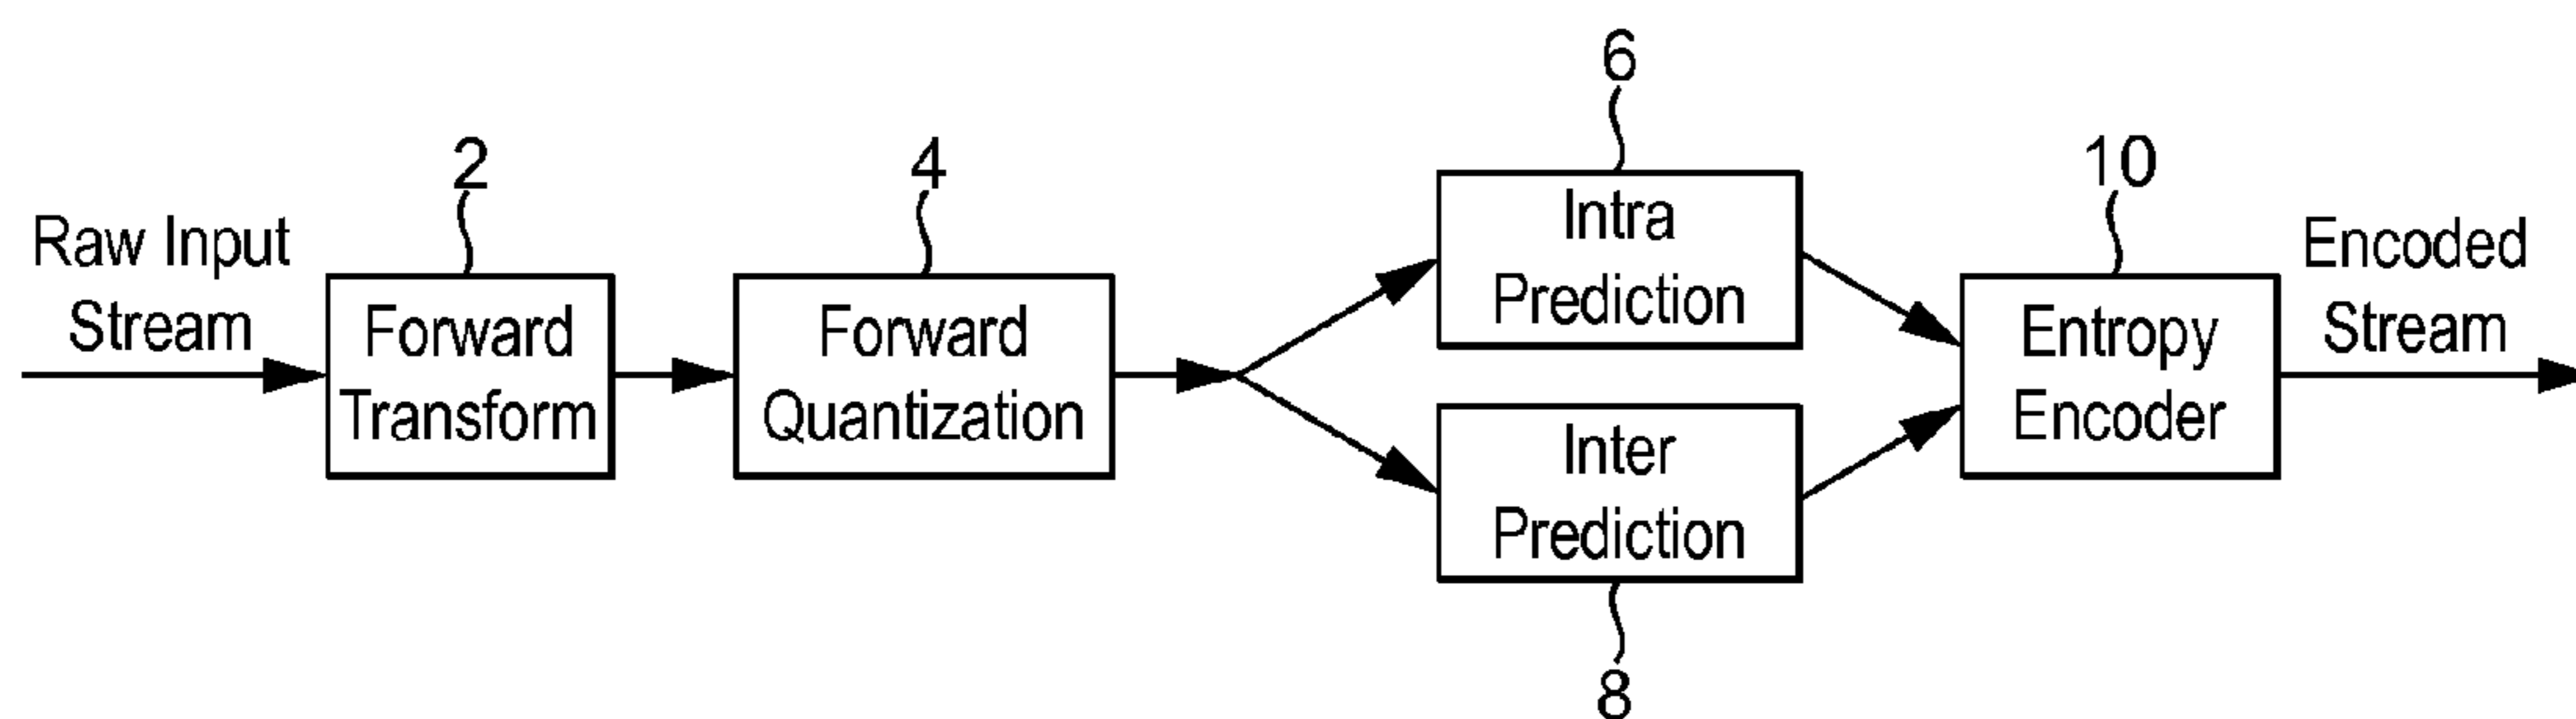 Raw Input
Stream
2
Forward
Transform
4
Forward
Quantization
6
Intra
Prediction
Inter
Prediction
8
10
Entropy
Encoder
Encoded
Stream